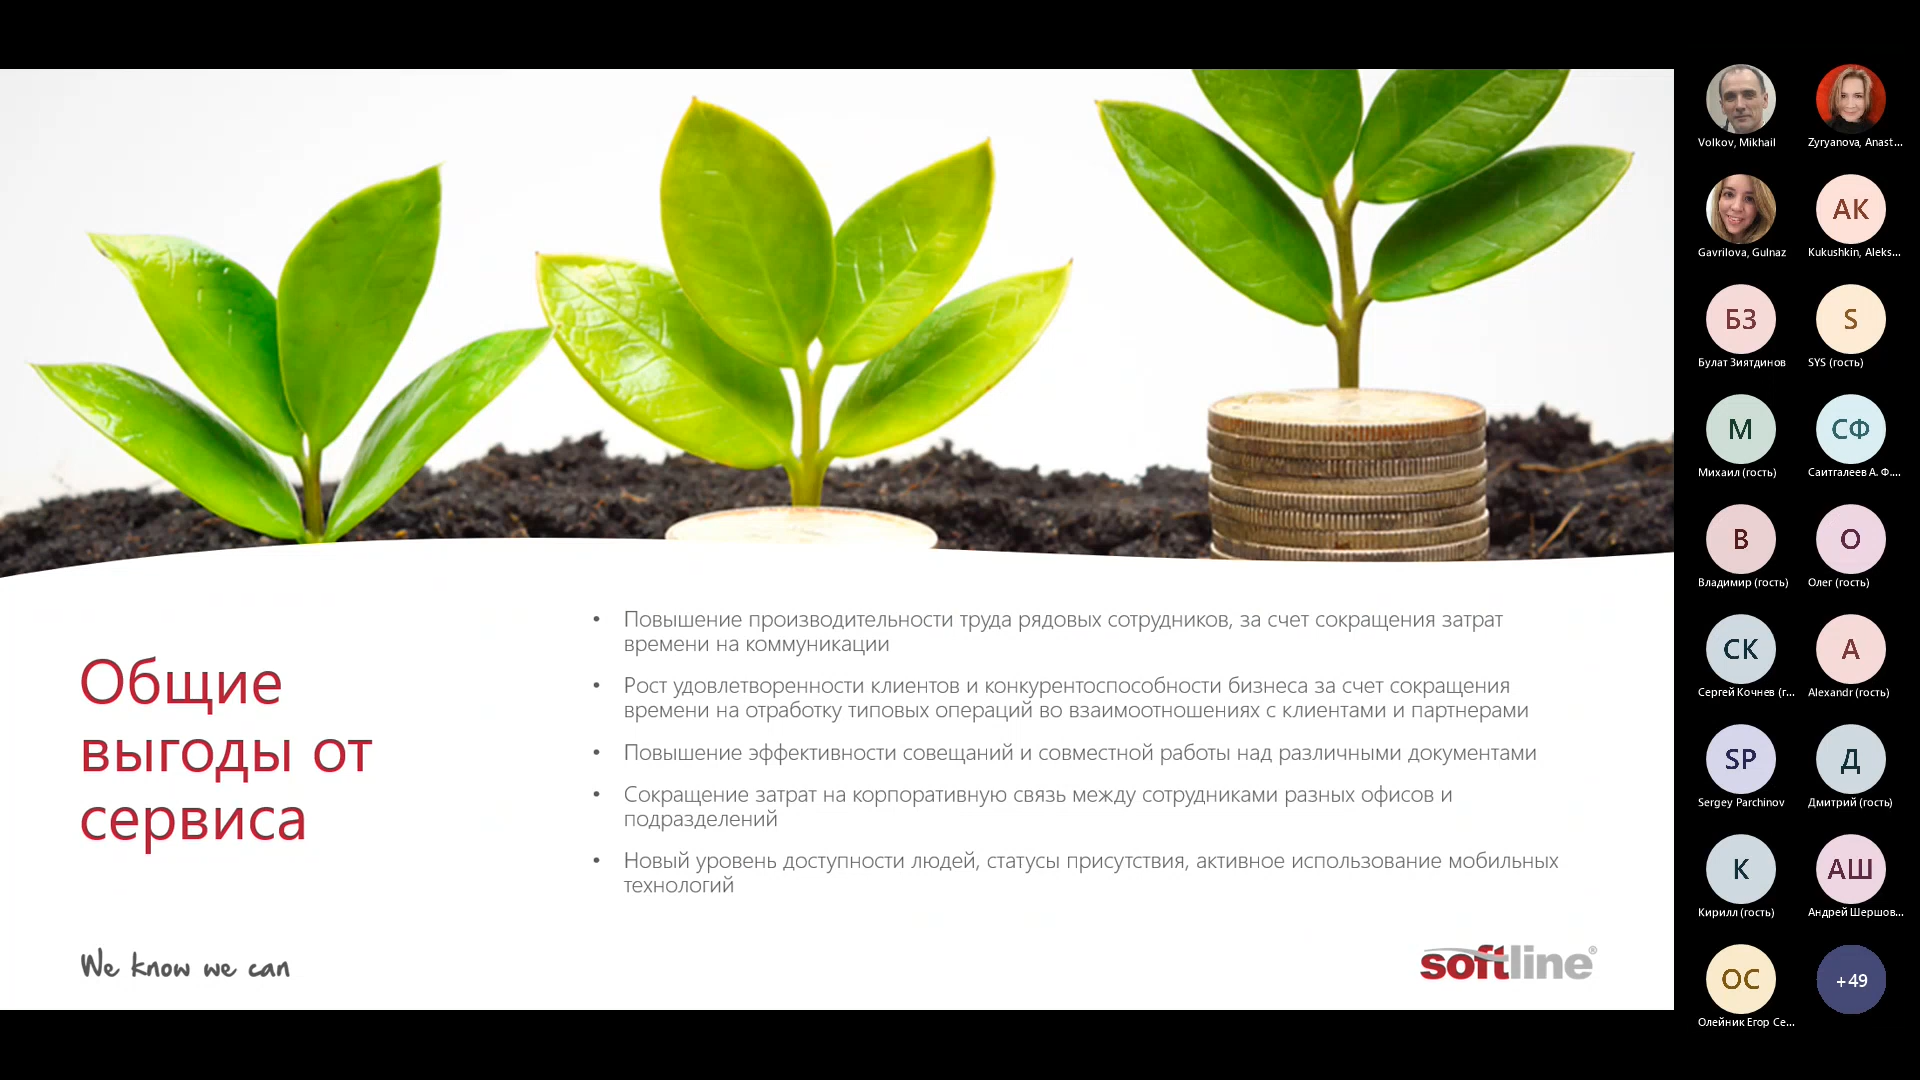 Общие
выгоды от
сервиса
• Повышение производительности труда рядовых сотрудников, за счет сокращения затрат
времени на коммуникации
• Рост удовлетворенности клиентов и конкурентоспособности бизнеса за счет сокращения
времени на отработку типовых операций во взаимоотношениях с клиентами и партнерами
• Повышение эффективности совещаний и совместной работы над различными документами
• Сокращение затрат на корпоративную связь между сотрудниками разных офисов и
подразделений
• Новый уровень доступности людей, статусы присутствия, активное использование мобильных
технологий
We know we can
softline®
Volkov, Mikhail
Zyryanova, Anast...
Gavrilova, Gulnaz
AK
Kukushkin, Aleks...
БЗ
Булат Зиятдинов
S
SYS (гость)
М
Михаил (гость)
СФ
Саитгалеев А. Ф....
В
Владимир (гость)
О
Олег (гость)
СК
Сергей Кочнев (г...
A
Alexandr (гость)
SP
Sergey Parchinov
Д
Дмитрий (гость)
К
Кирилл (гость)
АШ
Андрей Шершов...
ОС
Олейник Егор Се...
+49